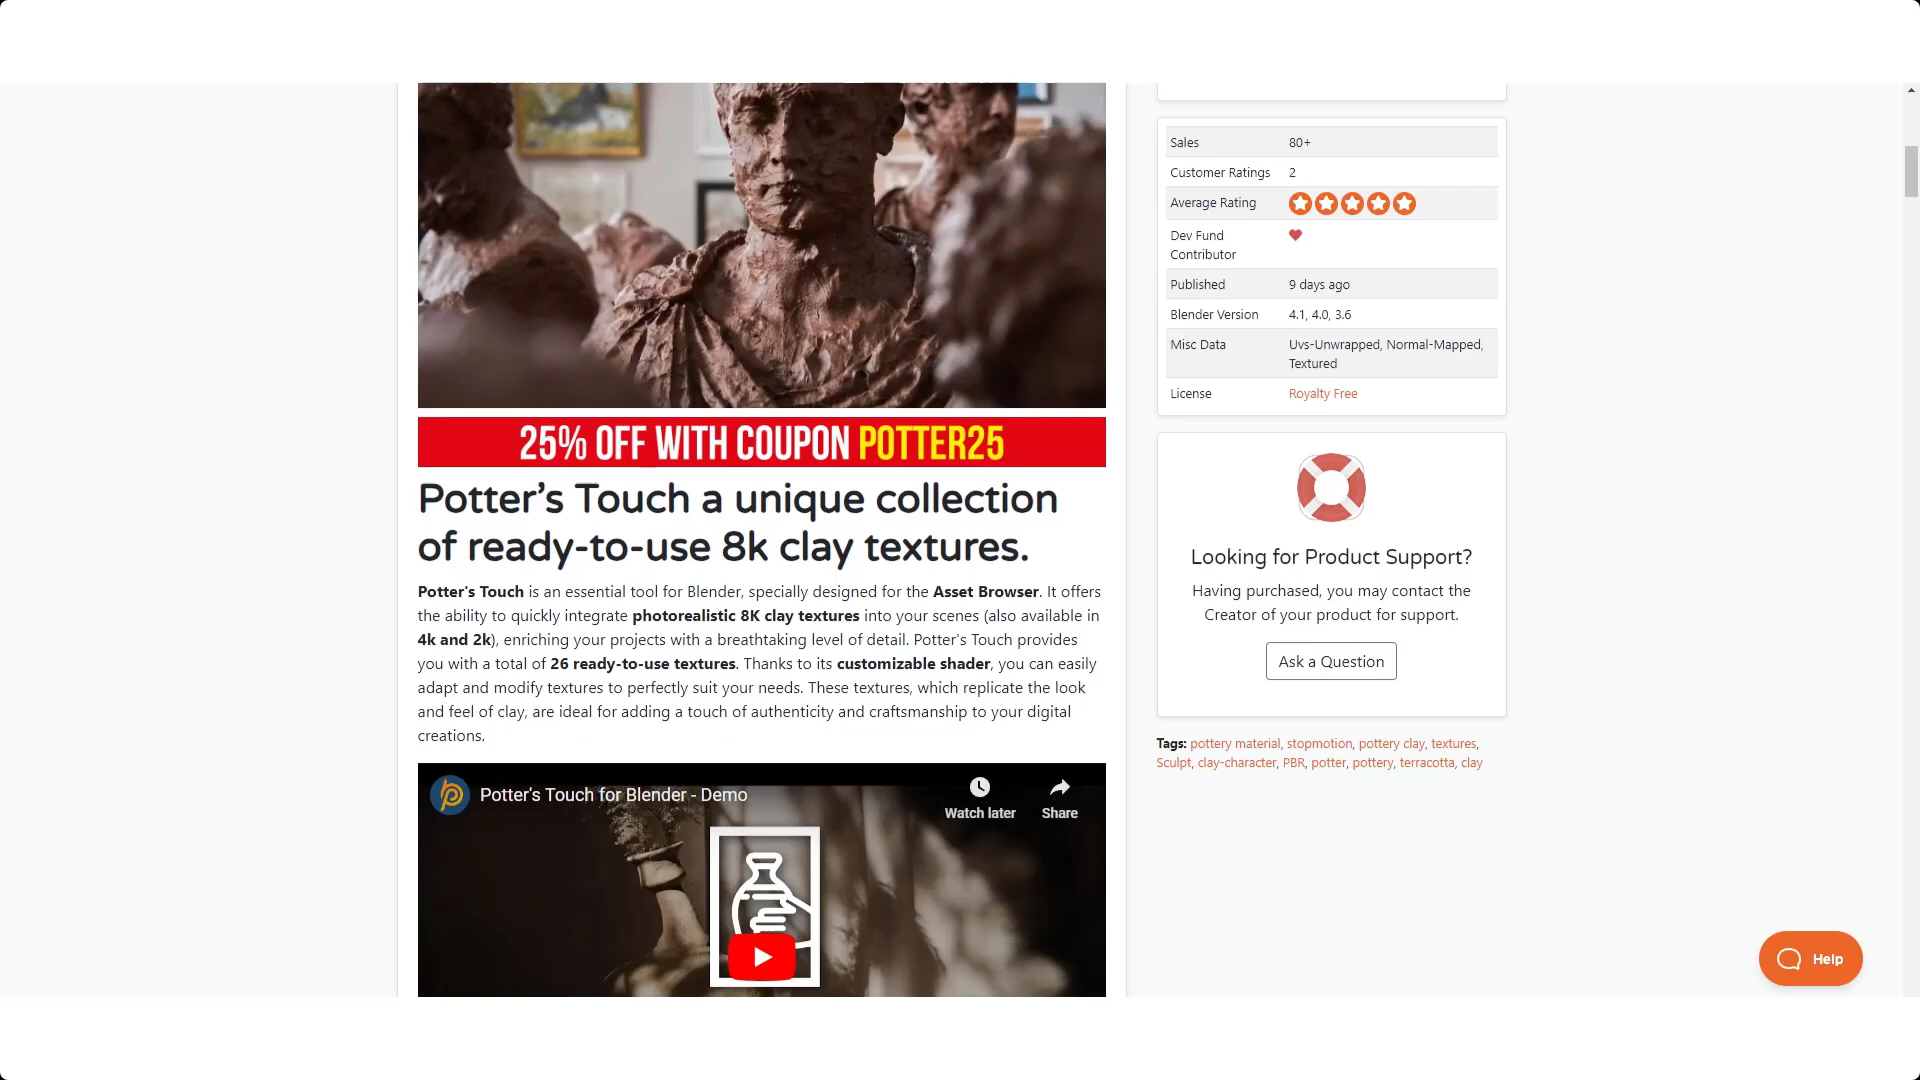 Sales 80+
Customer Ratings 2
Average Rating
Dev Fund
Contributor
Published 9 days ago
Blender Version 4.1, 4.0, 3.6
Misc Data Uvs-Unwrapped, Normal-Mapped,
Textured
License Royalty Free
25% OFF WITH COUPON POTTER25
Potter’s Touch a unique collection
of ready-to-use 8k clay textures.
Potter's Touch is an essential tool for Blender, specially designed for the Asset Browser. It offers
the ability to quickly integrate photorealistic 8K clay textures into your scenes (also available in
4k and 2k), enriching your projects with a breathtaking level of detail. Potter's Touch provides
you with a total of 26 ready-to-use textures. Thanks to its customizable shader, you can easily
adapt and modify textures to perfectly suit your needs. These textures, which replicate the look
and feel of clay, are ideal for adding a touch of authenticity and craftsmanship to your digital
creations.
Potter's Touch for Blender - Demo
Watch later
Share
Looking for Product Support?
Having purchased, you may contact the
Creator of your product for support.
Ask a Question
Tags: pottery material, stopmotion, pottery clay, textures,
Sculpt, clay-character, PBR, potter, pottery, terracotta, clay
Help